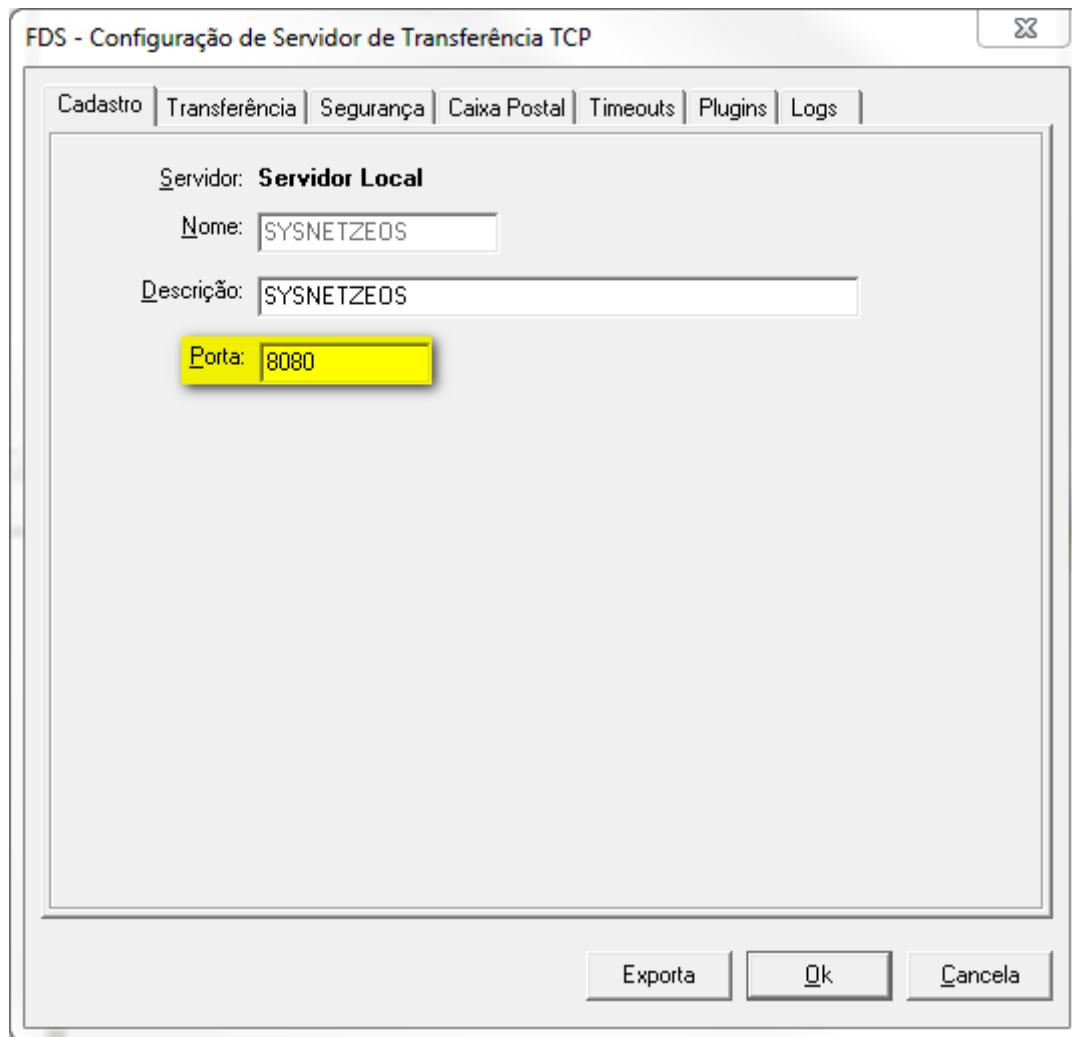 FDS - Configuração de Servidor de Transferência TCP
Cadastro Transferência Segurança Caixa Postal Timeouts Plugins Logs
Servidor: Servidor Local
Nome: SYSNETZEOS
Descrição: SYSNETZEOS
Porta: 8080
Exporta Ok Cancela